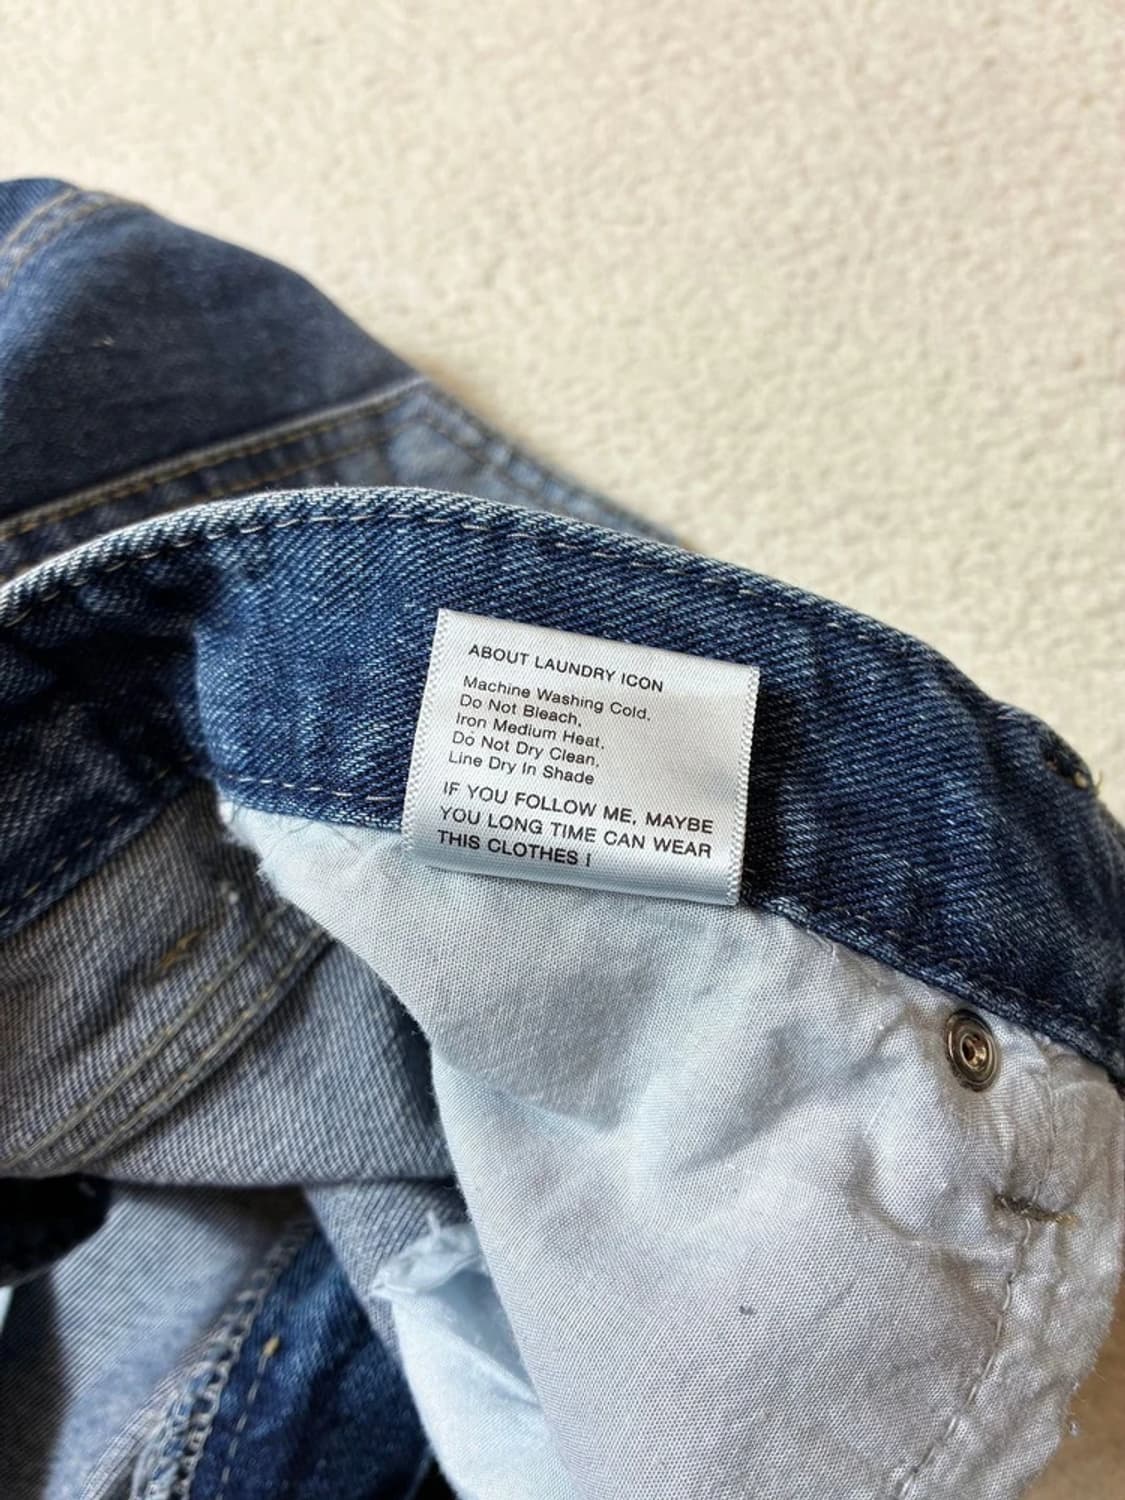 ABOUT LAUNDRY ICON
Machine Washing Cold.
Do Not Bleach.
Iron Medium Heat.
Do Not Dry Clean.
Line Dry In Shade
IF YOU FOLLOW ME, MAYBE
YOU LONG TIME CAN WEAR
THIS CLOTHES !